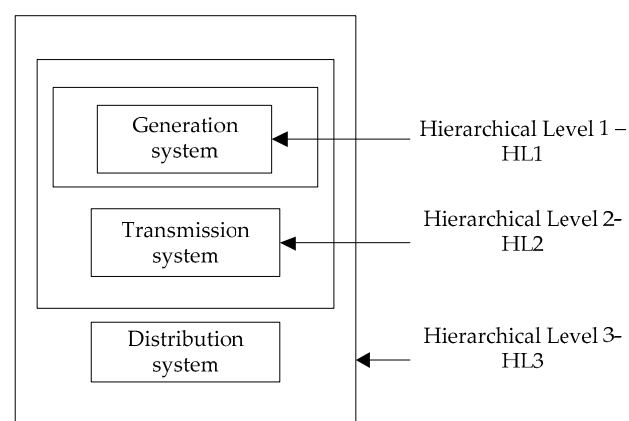 Generation
system
Hierarchical Level 1 –
HL1
Transmission
system
Hierarchical Level 2-
HL2
Distribution
system
Hierarchical Level 3-
HL3